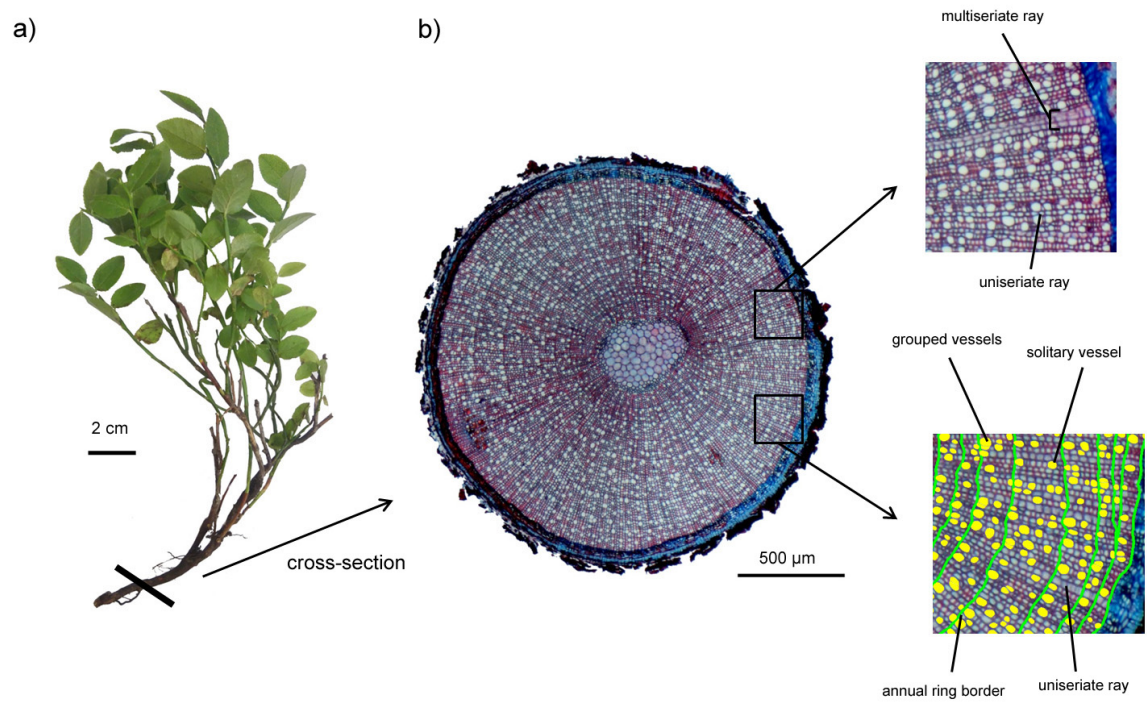 a)
b)
multiseriate ray
uniseriate ray
grouped vessels
solitary vessel
2 cm
cross-section
500 µm
annual ring border
uniseriate ray